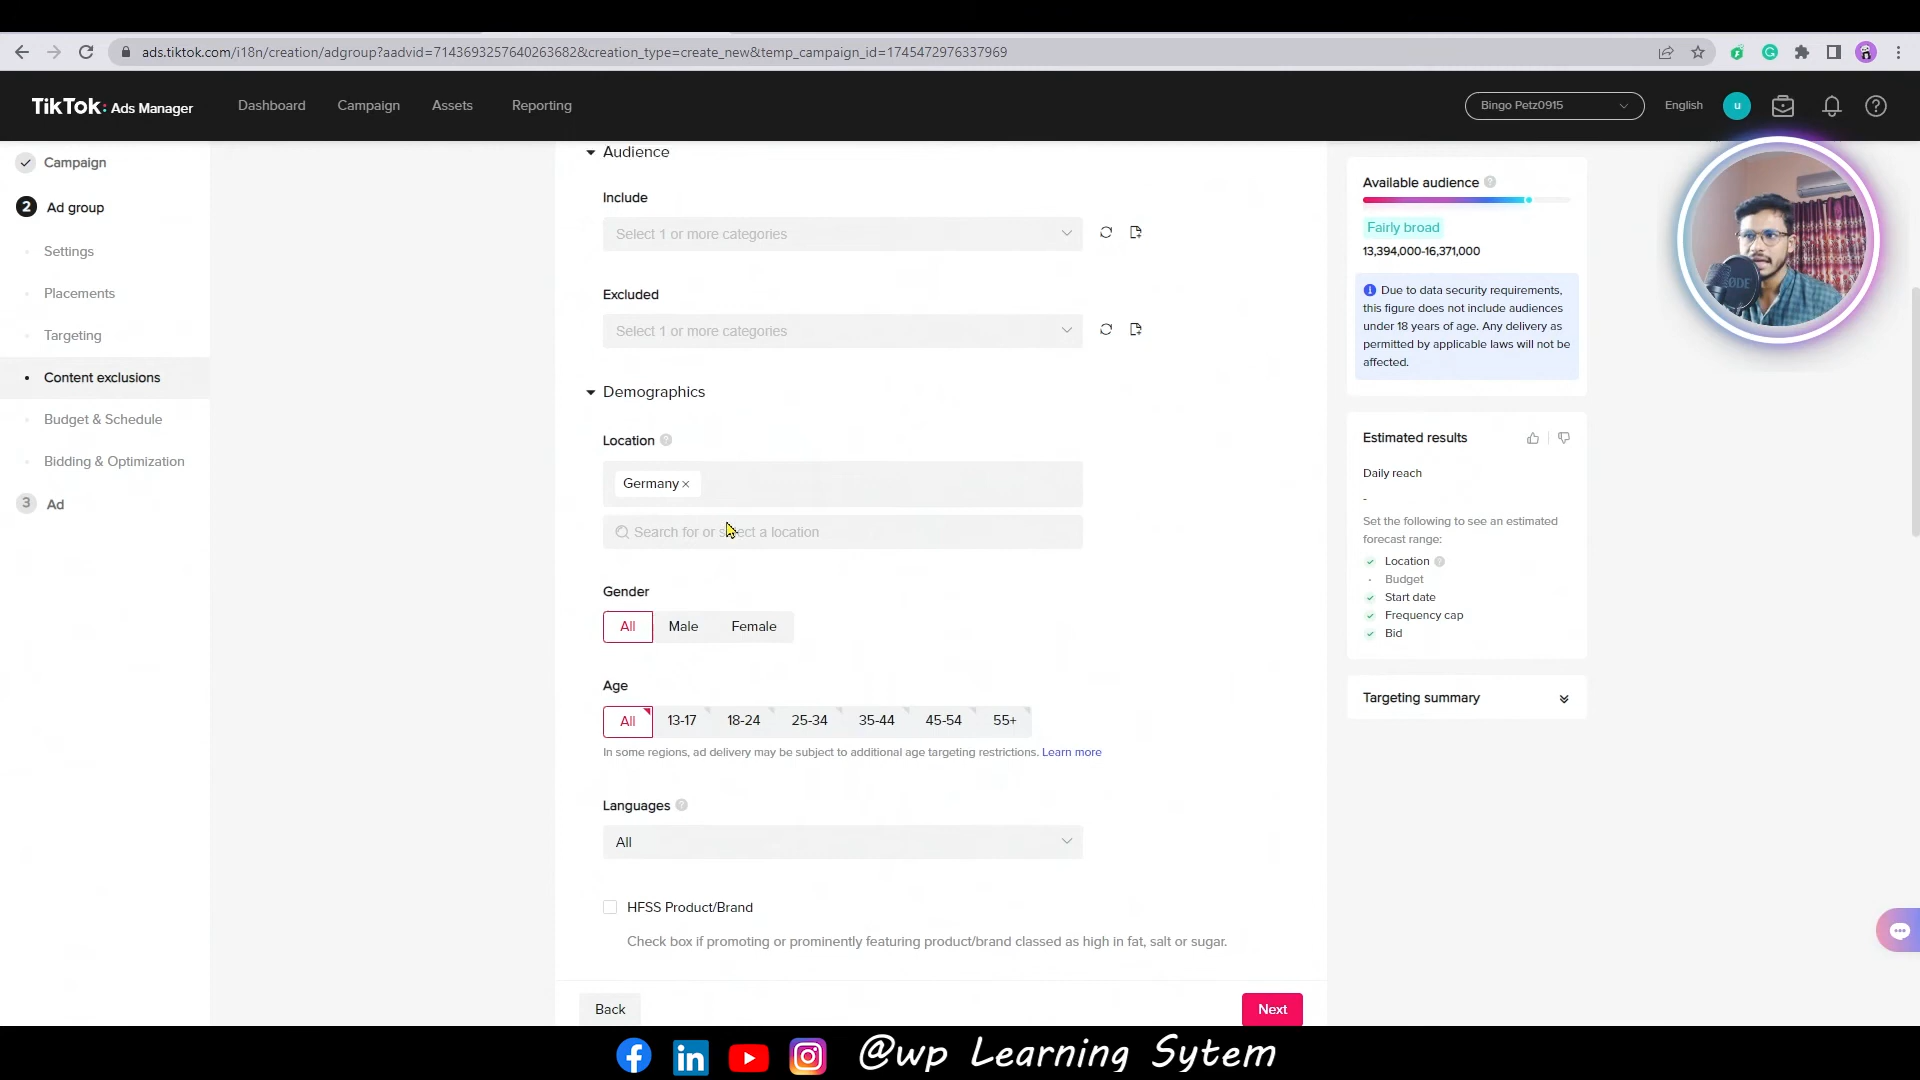 ads.tiktok.com/i18n/creation/adgroup?aadvid=7143693257640263682&creation_type=create_new&temp_campaign_id=1745472976337969
TikTok: Ads Manager
Dashboard
Campaign
Assets
Reporting
Bingo Petz0915
English
u
Campaign
2 Ad group
Settings
Placements
Targeting
Content exclusions
Budget & Schedule
Bidding & Optimization
3 Ad
Audience
Include
Select 1 or more categories
Excluded
Select 1 or more categories
Demographics
Location
Germany ×
Search for or select a location
Gender
All Male Female
Age
All 13-17 18-24 25-34 35-44 45-54 55+
In some regions, ad delivery may be subject to additional age targeting restrictions. Learn more
Languages
All
HFSS Product/Brand
Check box if promoting or prominently featuring product/brand classed as high in fat, salt or sugar.
Back
Next
Available audience
Fairly broad
13,394,000-16,371,000
Due to data security requirements,
this figure does not include audiences
under 18 years of age. Any delivery as
permitted by applicable laws will not be
affected.
Estimated results
Daily reach
-
Set the following to see an estimated
forecast range:
Location
Budget
Start date
Frequency cap
Bid
Targeting summary
@wp Learning Sytem